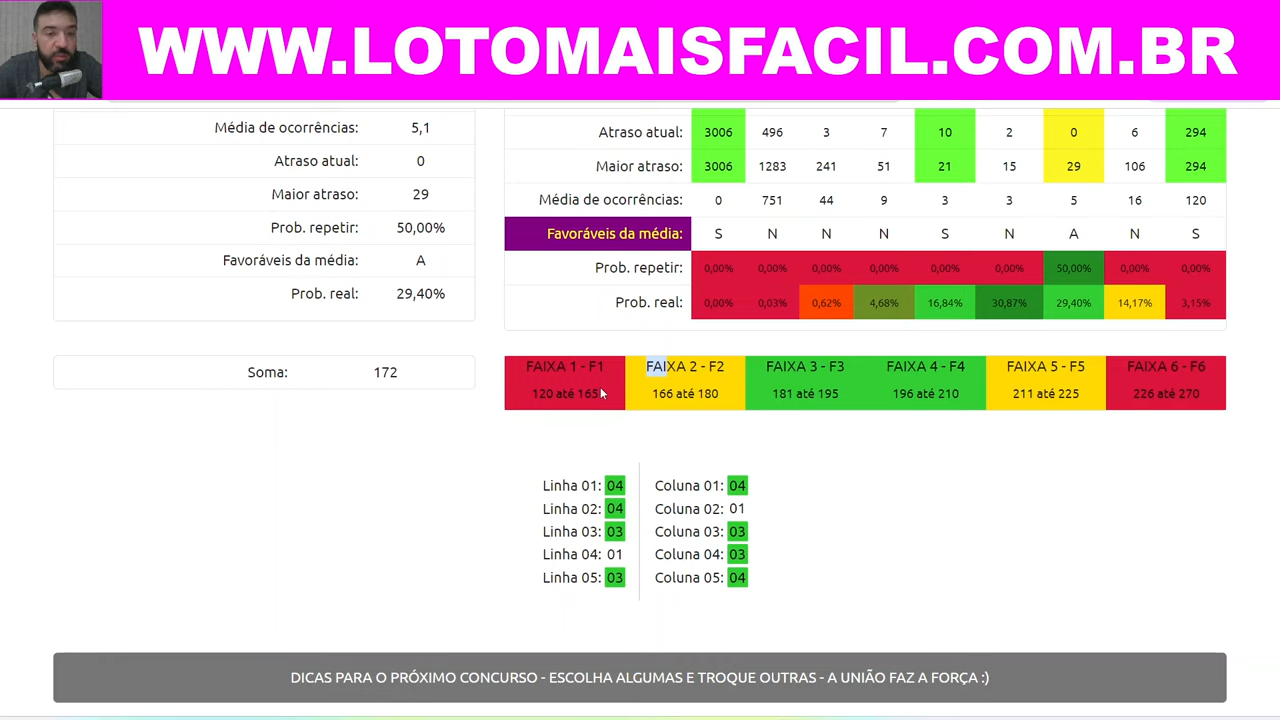 WWW.LOTOMAISFACIL.COM.BR
Média de ocorrências: 5,1
Atraso atual: 0
Maior atraso: 29
Prob. repetir: 50,00%
Favoráveis da média: A
Prob. real: 29,40%
Soma: 172
Atraso atual: 3006 496 3 7 10 2 0 6 294
Maior atraso: 3006 1283 241 51 21 15 29 106 294
Média de ocorrências: 0 751 44 9 3 3 5 16 120
Favoráveis da média: S N N N S N A N S
Prob. repetir: 0,00% 0,00% 0,00% 0,00% 0,00% 0,00% 50,00% 0,00% 0,00%
Prob. real: 0,00% 0,03% 0,62% 4,68% 16,84% 30,87% 29,40% 14,17% 3,15%
FAIXA 1 - F1 FAIXA 2 - F2 FAIXA 3 - F3 FAIXA 4 - F4 FAIXA 5 - F5 FAIXA 6 - F6
120 até 165 166 até 180 181 até 195 196 até 210 211 até 225 226 até 270
Linha 01: 04 Coluna 01: 04
Linha 02: 04 Coluna 02: 01
Linha 03: 03 Coluna 03: 03
Linha 04: 01 Coluna 04: 03
Linha 05: 03 Coluna 05: 04
DICAS PARA O PRÓXIMO CONCURSO - ESCOLHA ALGUMAS E TROQUE OUTRAS - A UNIÃO FAZ A FORÇA :)